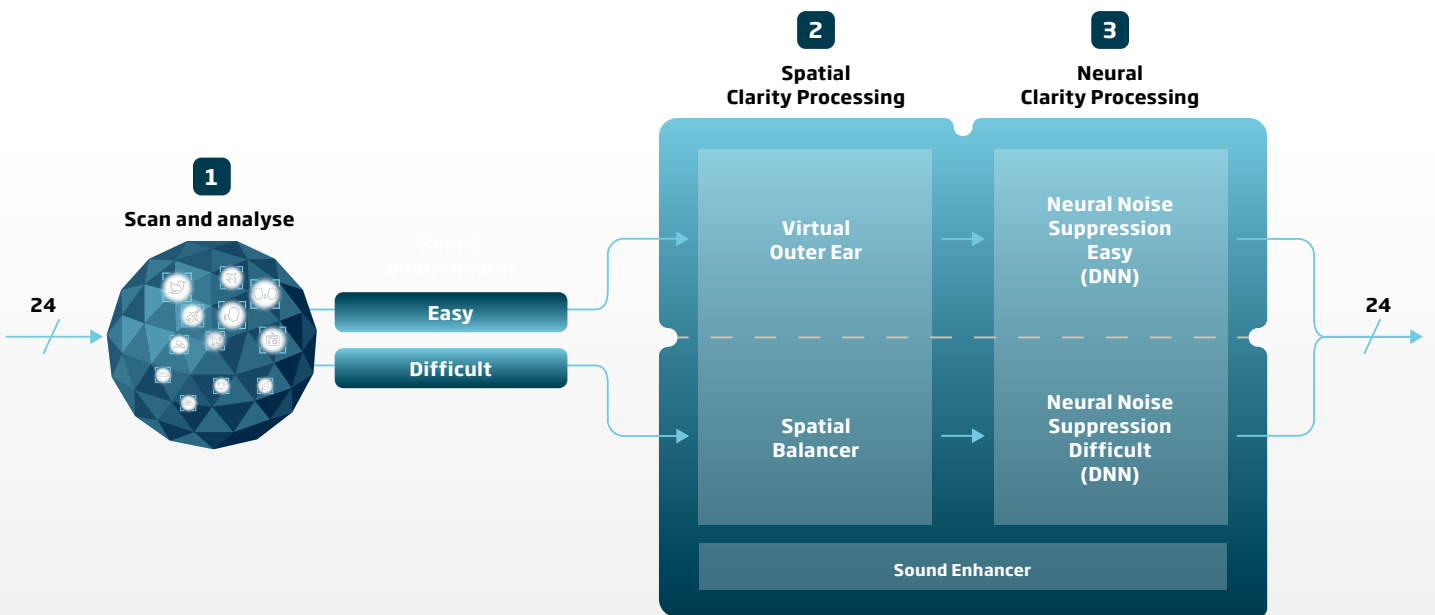 2
Spatial
Clarity Processing
3
Neural
Clarity Processing
1
Scan and analyse
24
Sound
environment
Easy
Difficult
Virtual
Outer Ear
Neural Noise
Suppression
Easy
(DNN)
Spatial
Balancer
Neural Noise
Suppression
Difficult
(DNN)
Sound Enhancer
24